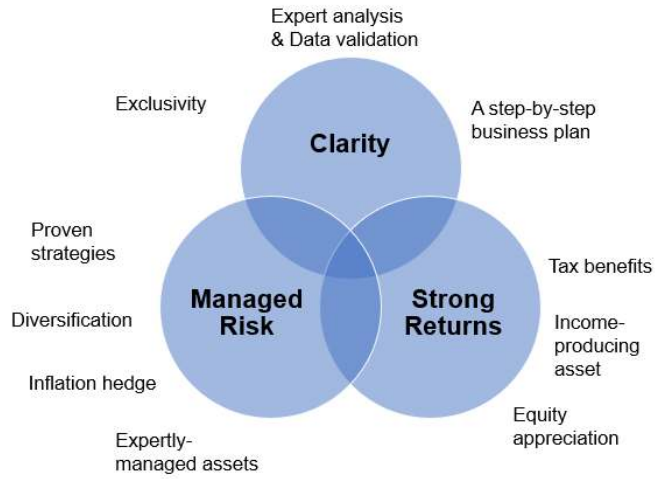 Expert analysis
& Data validation
Exclusivity
A step-by-step
business plan
Clarity
Proven
strategies
Diversification
Inflation hedge
Expertly-
managed assets
Managed
Risk
Strong
Returns
Tax benefits
Income-
producing
asset
Equity
appreciation